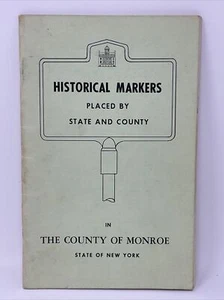 HISTORICAL MARKERS
PLACED BY
STATE AND COUNTY
IN
THE COUNTY OF MONROE
STATE OF NEW YORK